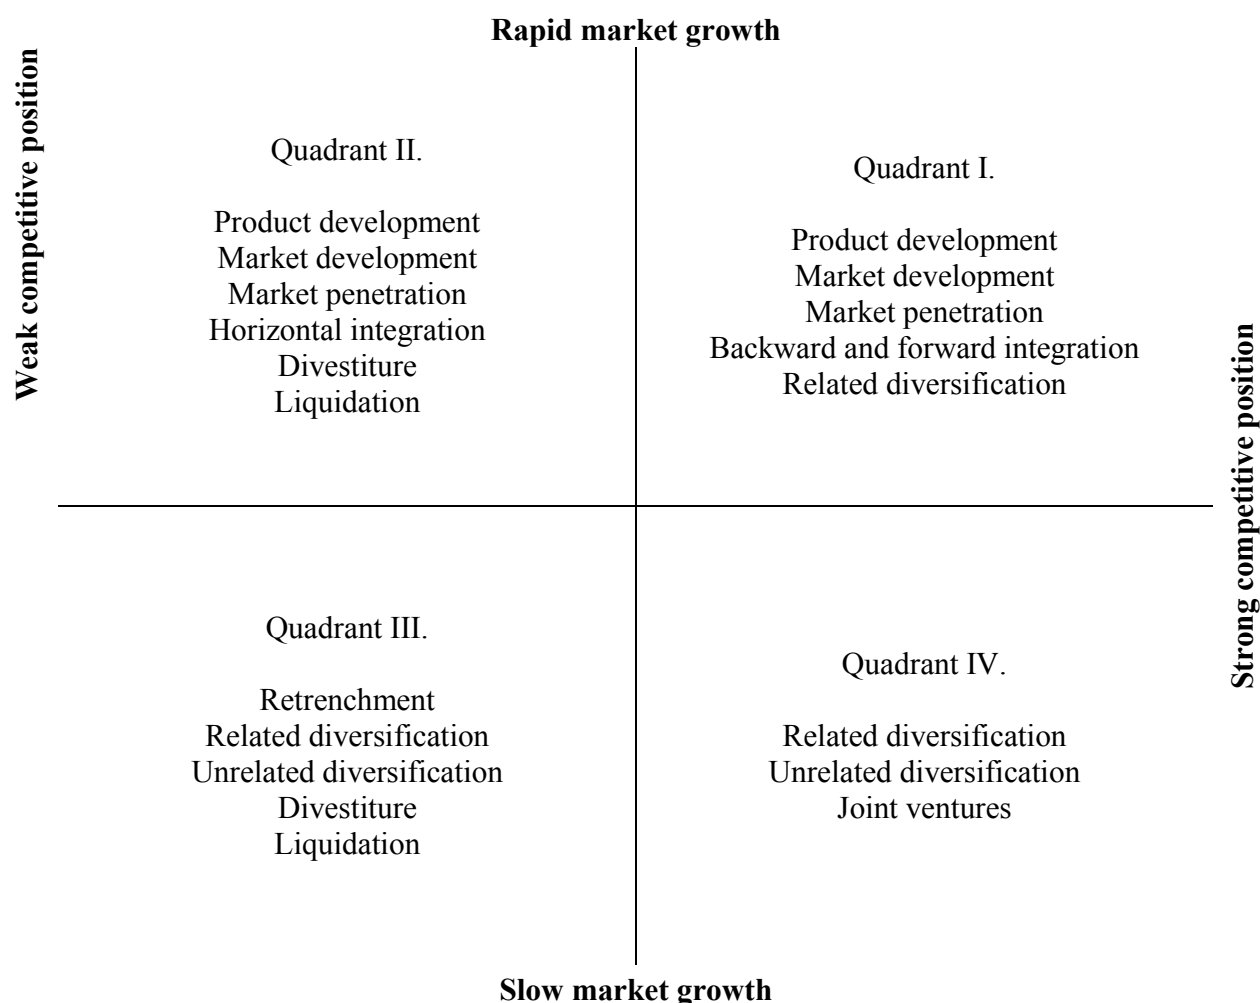 Rapid market growth
Weak competitive position
Quadrant II.
Product development
Market development
Market penetration
Horizontal integration
Divestiture
Liquidation
Quadrant I.
Product development
Market development
Market penetration
Backward and forward integration
Related diversification
Strong competitive position
Quadrant III.
Retrenchment
Related diversification
Unrelated diversification
Divestiture
Liquidation
Quadrant IV.
Related diversification
Unrelated diversification
Joint ventures
Slow market growth